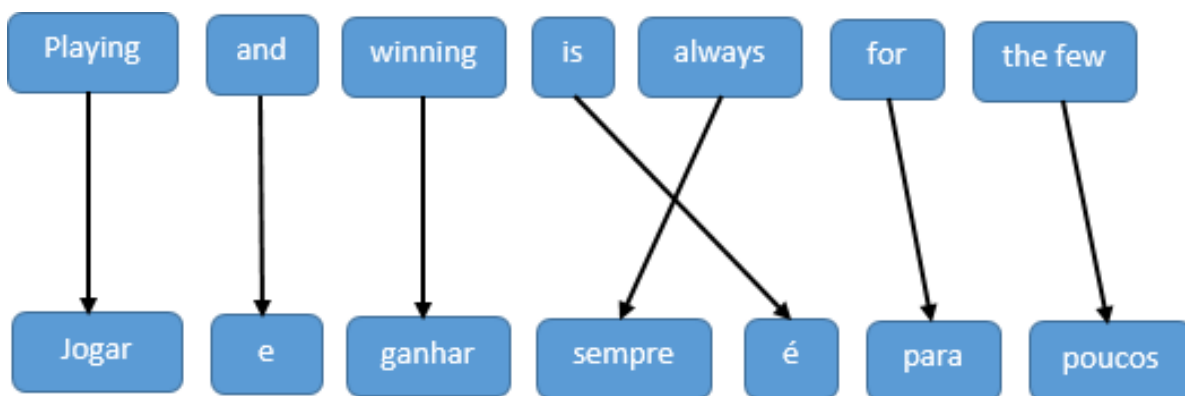 Playing and winning is always for the few
Jogar e ganhar sempre é para poucos